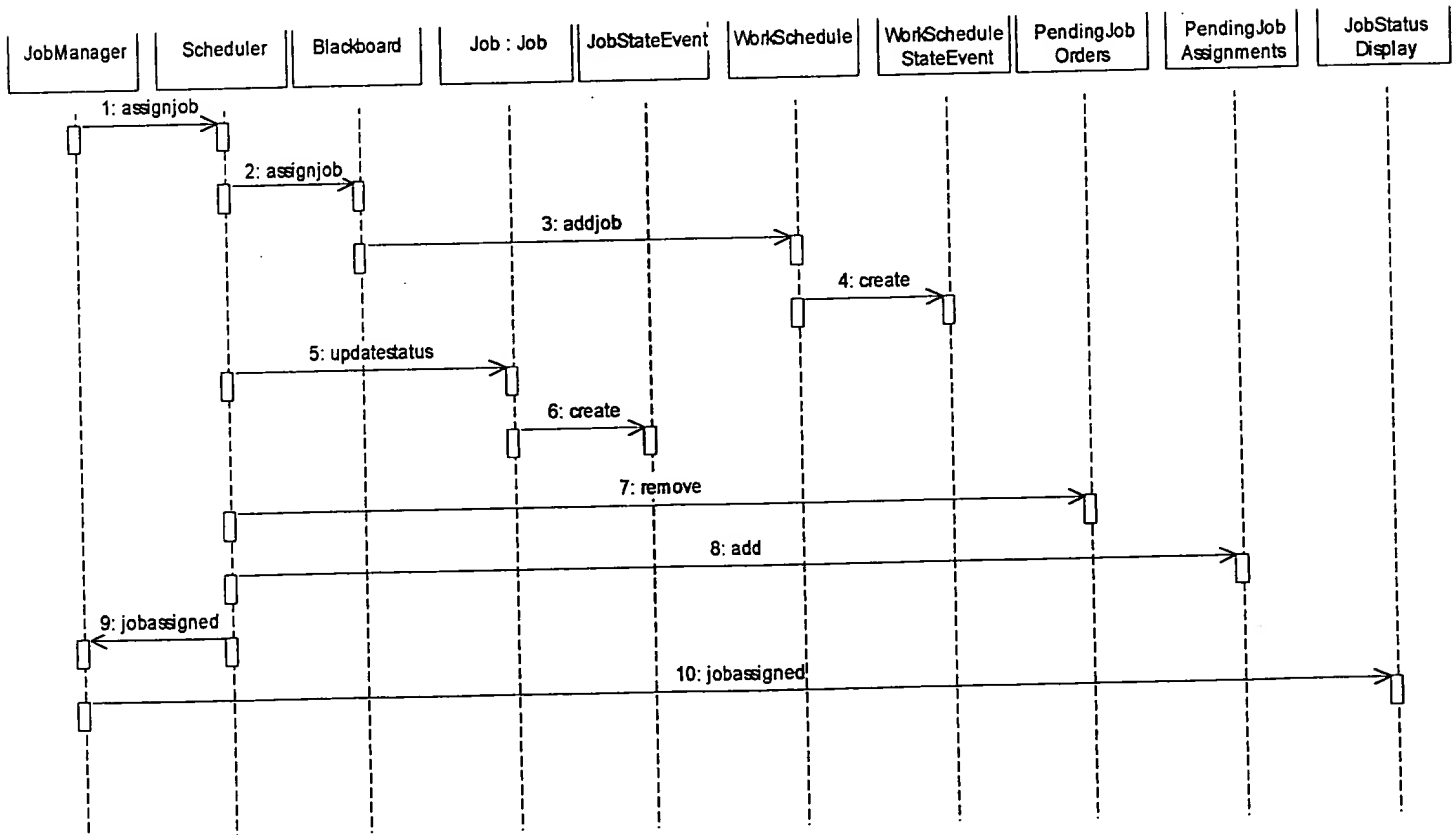 JobManager
Scheduler
Blackboard
Job : Job
JobStateEvent
WorkSchedule
WorkSchedule
StateEvent
PendingJob
Orders
PendingJob
Assignments
JobStatus
Display
1: assignjob
2: assignjob
3: addjob
4: create
5: updatestatus
6: create
7: remove
8: add
9: jobassigned
10: jobassigned